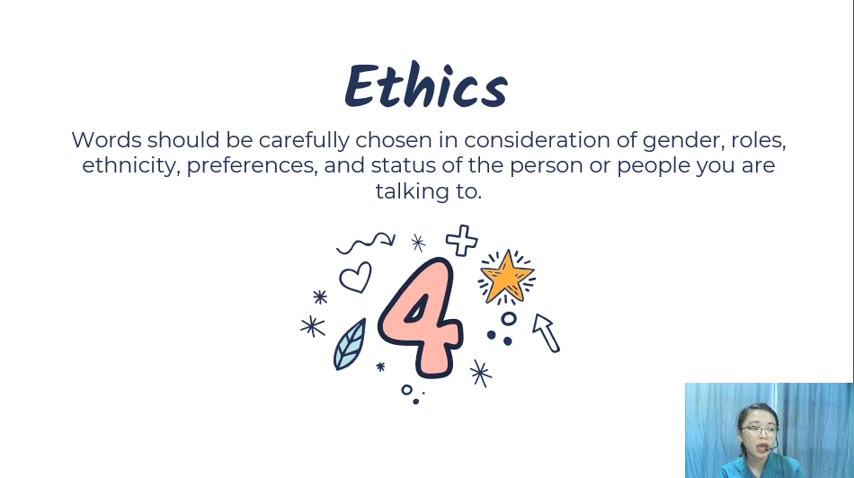 Ethics
Words should be carefully chosen in consideration of gender, roles,
ethnicity, preferences, and status of the person or people you are
talking to.
4